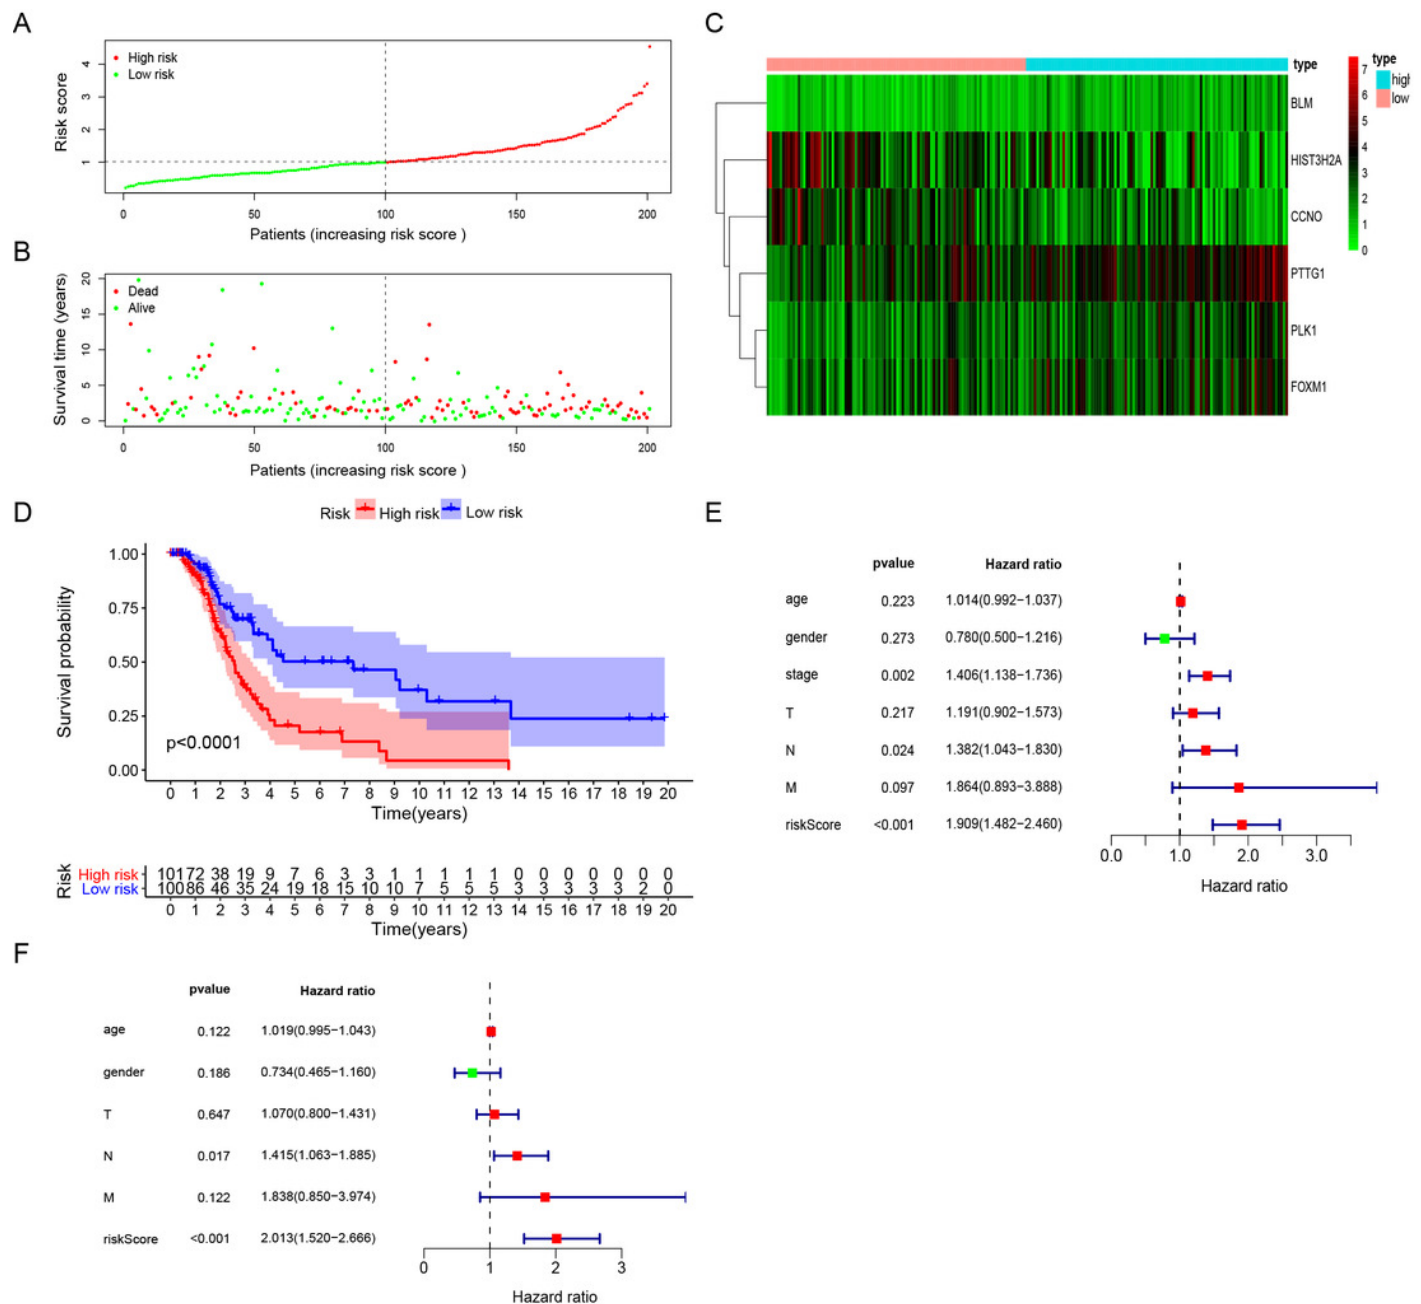 A
High risk
Low risk
Risk score
4
3
2
1
0 50 100 150 200
Patients (increasing risk score )
B
Dead
Alive
Survival time (years)
20
15
10
5
0
0 50 100 150 200
Patients (increasing risk score )
C
type
BLM
HIST3H2A
CCNO
PTTG1
PLK1
FOXM1
7
6
5
4
3
2
1
0
type
high
low
D
Risk High risk Low risk
Survival probability
1.00
0.75
0.50
0.25
0.00
p<0.0001
0 1 2 3 4 5 6 7 8 9 10 11 12 13 14 15 16 17 18 19 20
Time(years)
Risk
High risk 101 72 38 19 9 7 6 3 3 1 1 1 1 1 0 0 0 0 0 0 0
Low risk 100 86 46 35 24 19 18 15 10 10 7 5 5 5 3 3 3 3 3 2 0
0 1 2 3 4 5 6 7 8 9 10 11 12 13 14 15 16 17 18 19 20
Time(years)
E
pvalue Hazard ratio
age 0.223 1.014(0.992−1.037)
gender 0.273 0.780(0.500−1.216)
stage 0.002 1.406(1.138−1.736)
T 0.217 1.191(0.902−1.573)
N 0.024 1.382(1.043−1.830)
M 0.097 1.864(0.893−3.888)
riskScore <0.001 1.909(1.482−2.460)
0.0 1.0 2.0 3.0
Hazard ratio
F
pvalue Hazard ratio
age 0.122 1.019(0.995−1.043)
gender 0.186 0.734(0.465−1.160)
T 0.647 1.070(0.800−1.431)
N 0.017 1.415(1.063−1.885)
M 0.122 1.838(0.850−3.974)
riskScore <0.001 2.013(1.520−2.666)
0 1 2 3
Hazard ratio